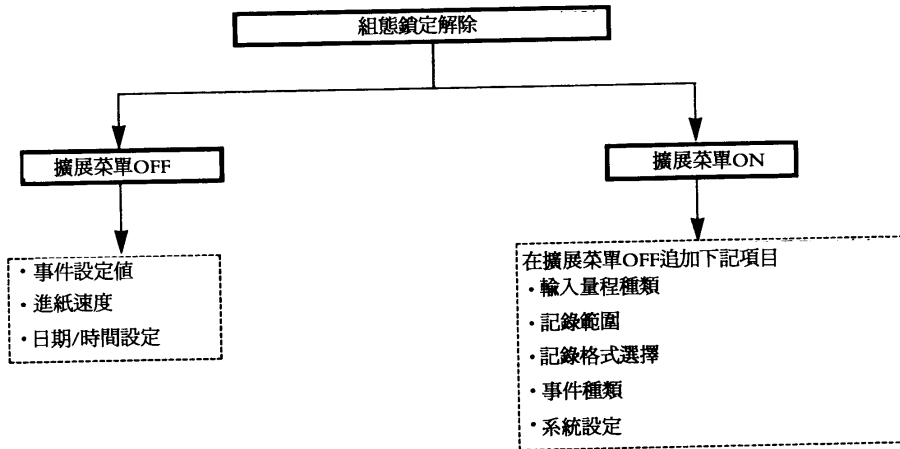 組態鎖定解除
擴展菜單OFF
擴展菜單ON
・事件設定値
・進紙速度
・日期/時間設定
在擴展菜單OFF追加下記項目
・輸入量程種類
・記錄範圍
・記錄格式選擇
・事件種類
・系統設定